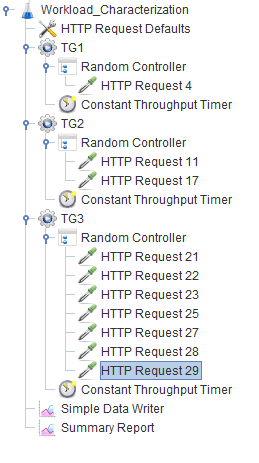 Workload_Characterization
HTTP Request Defaults
TG1
Random Controller
HTTP Request 4
Constant Throughput Timer
TG2
Random Controller
HTTP Request 11
HTTP Request 17
Constant Throughput Timer
TG3
Random Controller
HTTP Request 21
HTTP Request 22
HTTP Request 23
HTTP Request 25
HTTP Request 27
HTTP Request 28
HTTP Request 29
Constant Throughput Timer
Simple Data Writer
Summary Report